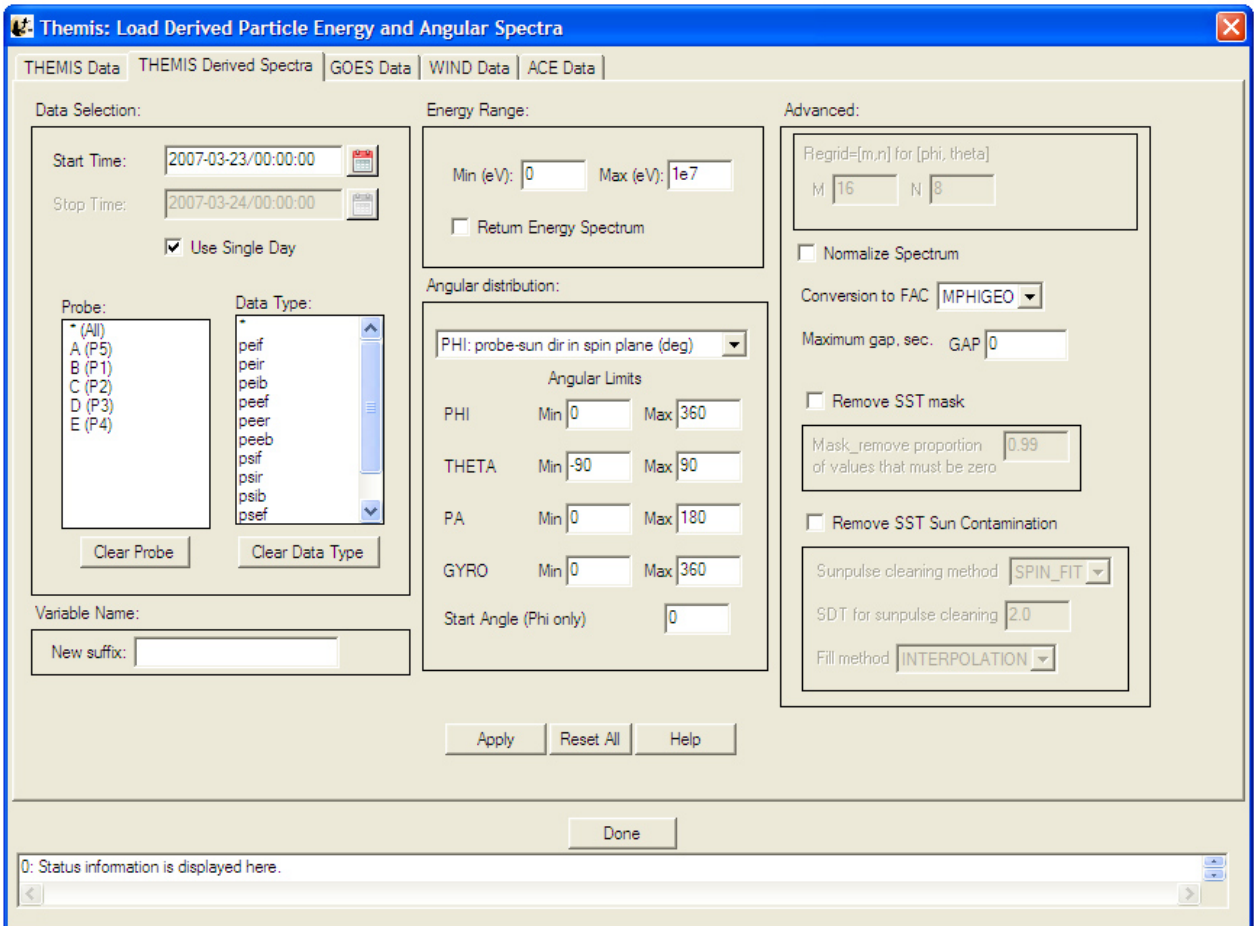 Themis: Load Derived Particle Energy and Angular Spectra
THEMIS Data THEMIS Derived Spectra GOES Data WIND Data ACE Data
Data Selection:
Start Time: 2007-03-23/00:00:00
Stop Time: 2007-03-24/00:00:00
Use Single Day
Probe:
* (All)
A (P5)
B (P1)
C (P2)
D (P3)
E (P4)
Clear Probe
Data Type:
*
peif
peir
peib
peef
peer
peeb
psif
psir
psib
psef
Clear Data Type
Variable Name:
New suffix:
Energy Range:
Min (eV): 0 Max (eV): 1e7
Return Energy Spectrum
Angular distribution:
PHI: probe-sun dir in spin plane (deg)
Angular Limits
PHI Min 0 Max 360
THETA Min -90 Max 90
PA Min 0 Max 180
GYRO Min 0 Max 360
Start Angle (Phi only) 0
Advanced:
Regrid=[m,n] for [phi, theta]
M 16 N 8
Normalize Spectrum
Conversion to FAC MPHIGEO
Maximum gap, sec. GAP 0
Remove SST mask
Mask_remove proportion 0.99
of values that must be zero
Remove SST Sun Contamination
Sunpulse cleaning method SPIN_FIT
SDT for sunpulse cleaning 2.0
Fill method INTERPOLATION
Apply Reset All Help
Done
0: Status information is displayed here.